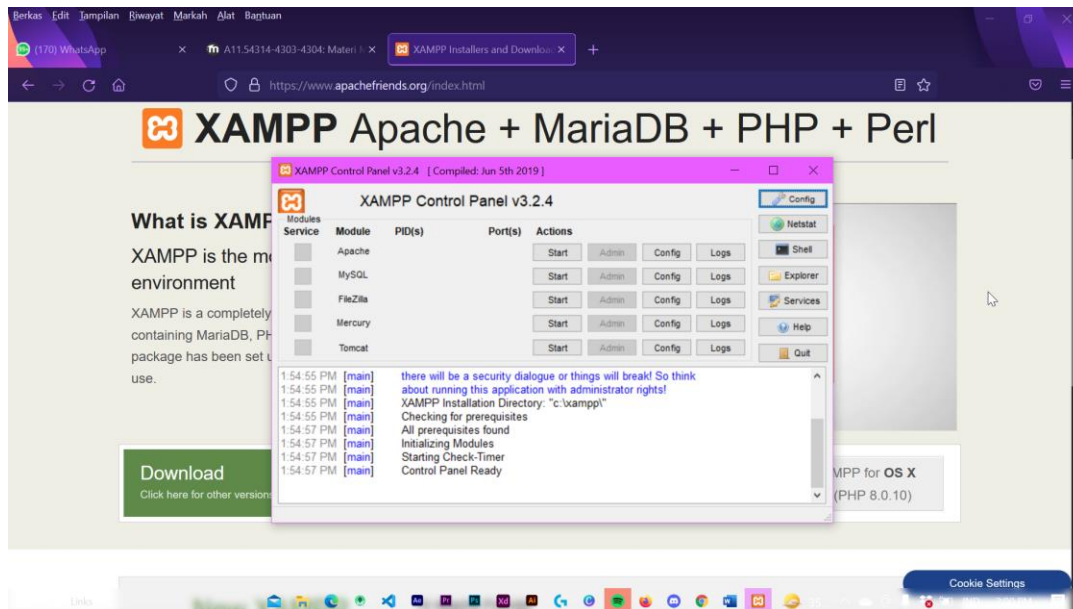 Berkas Edit Tampilan Riwayat Markah Alat Bantuan
(170) WhatsApp
A11.54314-4303-4304: Materi
XAMPP Installers and Downloa
https://www.apachefriends.org/index.html
XAMPP Apache + MariaDB + PHP + Perl
XAMPP Control Panel v3.2.4 [ Compiled: Jun 5th 2019 ]
XAMPP Control Panel v3.2.4
Config
Modules
Service Module PID(s) Port(s) Actions
Netstat
Apache Start Admin Config Logs
Shell
MySQL Start Admin Config Logs
Explorer
FileZilla Start Admin Config Logs
Services
Mercury Start Admin Config Logs
Help
Tomcat Start Admin Config Logs
Quit
1:54:55 PM [main] there will be a security dialogue or things will break! So think
1:54:55 PM [main] about running this application with administrator rights!
1:54:55 PM [main] XAMPP Installation Directory: "c:\xampp\"
1:54:55 PM [main] Checking for prerequisites
1:54:57 PM [main] All prerequisites found
1:54:57 PM [main] Initializing Modules
1:54:57 PM [main] Starting Check-Timer
1:54:57 PM [main] Control Panel Ready
What is XAMP
XAMPP is the m
environment
XAMPP is a completely
containing MariaDB, PH
package has been set u
use.
Download
Click here for other version
MPP for OS X
(PHP 8.0.10)
Cookie Settings
Links